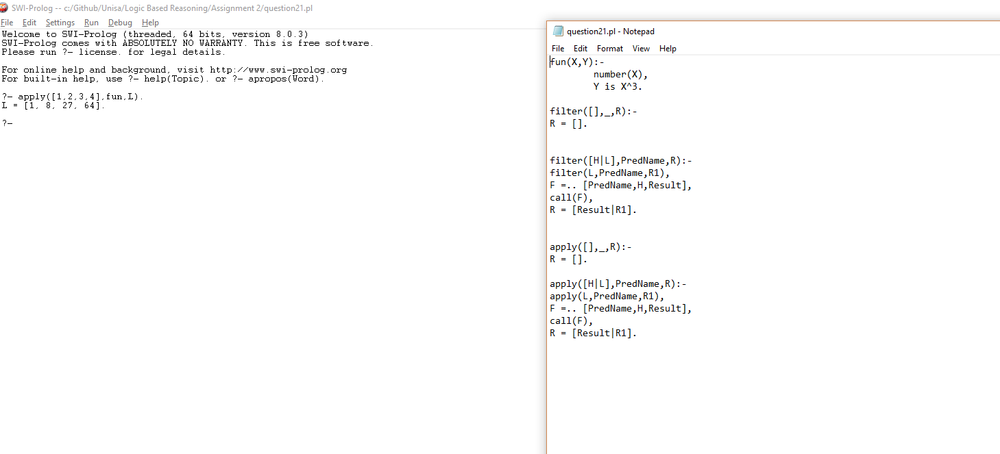 SWI-Prolog -- c:/Github/Unisa/Logic Based Reasoning/Assignment 2/question21.pl
File Edit Settings Run Debug Help
Welcome to SWI-Prolog (threaded, 64 bits, version 8.0.3)
SWI-Prolog comes with ABSOLUTELY NO WARRANTY. This is free software.
Please run ?- license. for legal details.
For online help and background, visit http://www.swi-prolog.org
For built-in help, use ?- help(Topic). or ?- apropos(Word).
?- apply([1,2,3,4],fun,L).
L = [1, 8, 27, 64].
?-
question21.pl - Notepad
File Edit Format View Help
fun(X,Y):-
number(X),
Y is X^3.
filter([],_,R):-
R = [].
filter([H|L],PredName,R):-
filter(L,PredName,R1),
F =.. [PredName,H,Result],
call(F),
R = [Result|R1].
apply([],_,R):-
R = [].
apply([H|L],PredName,R):-
apply(L,PredName,R1),
F =.. [PredName,H,Result],
call(F),
R = [Result|R1].